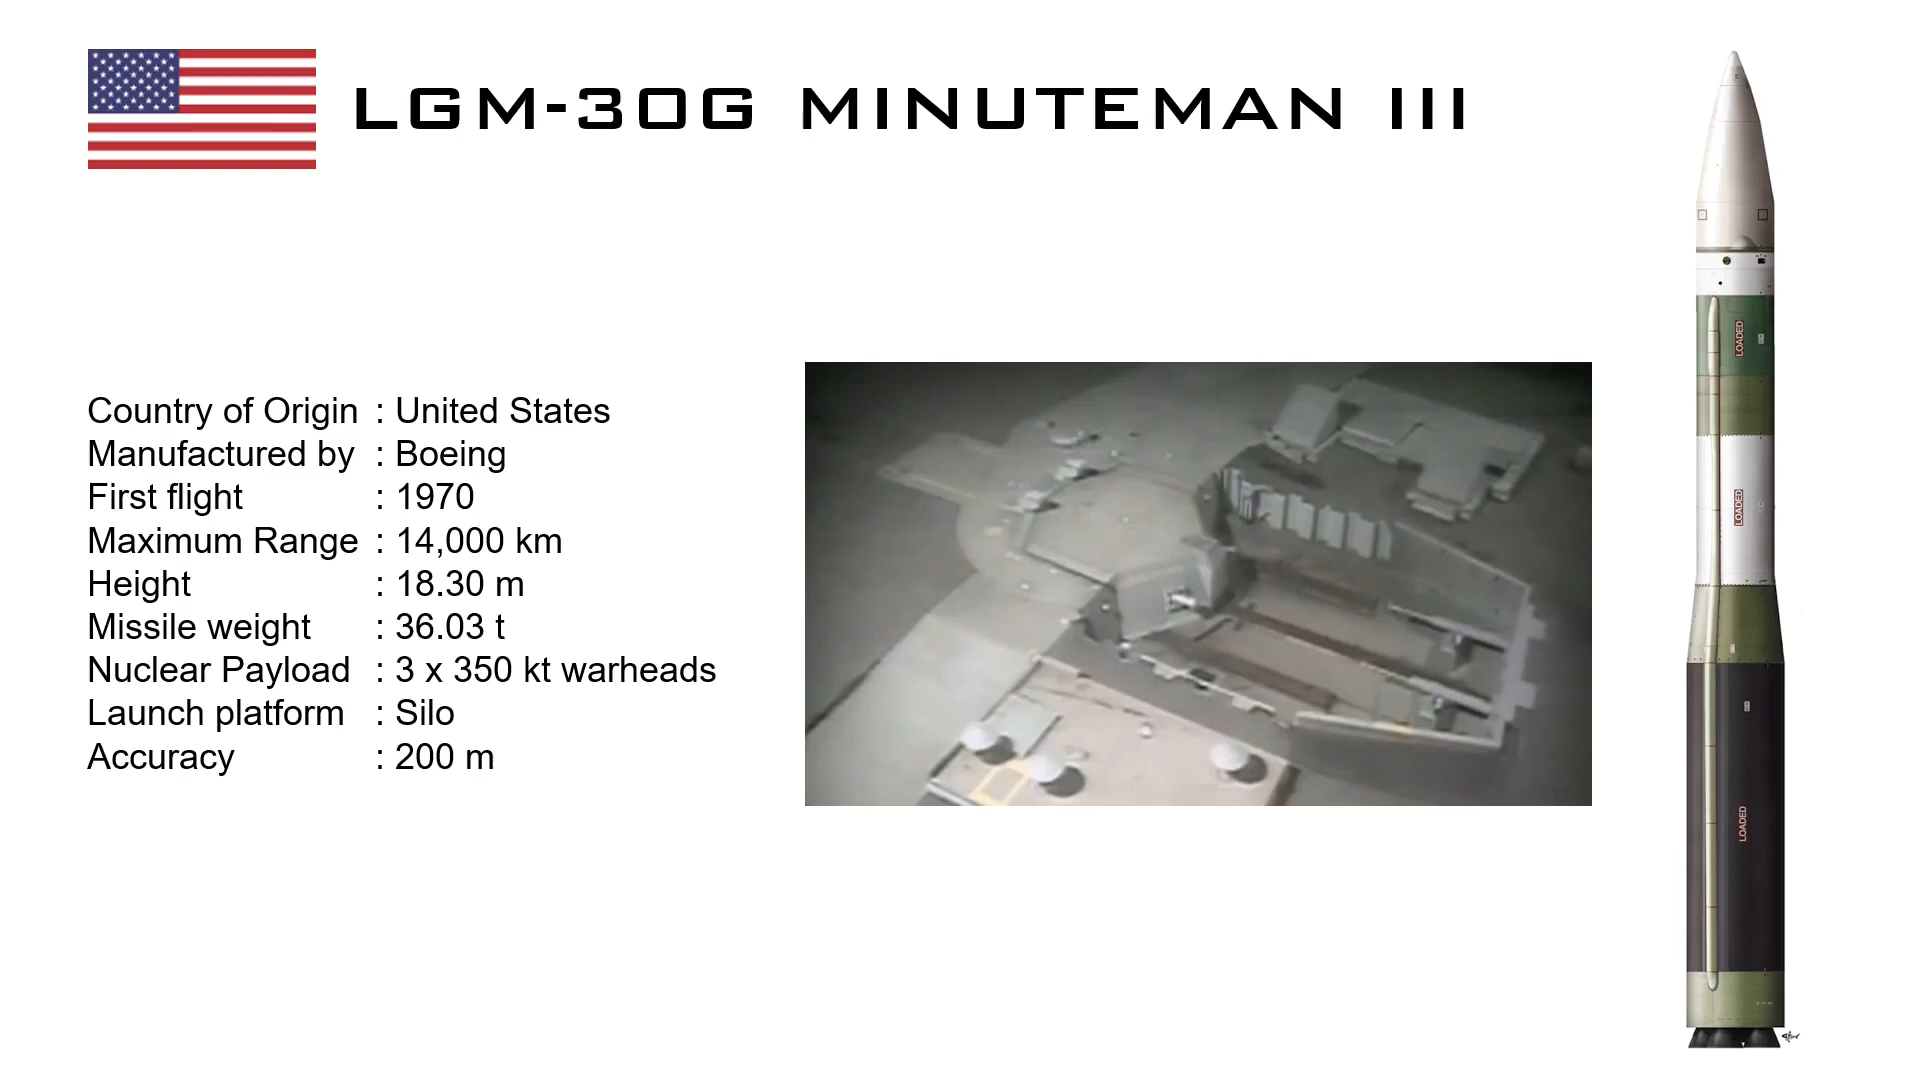 LGM-30G MINUTEMAN III
Country of Origin : United States
Manufactured by : Boeing
First flight : 1970
Maximum Range : 14,000 km
Height : 18.30 m
Missile weight : 36.03 t
Nuclear Payload : 3 x 350 kt warheads
Launch platform : Silo
Accuracy : 200 m
LOADED
LOADED
LOADED